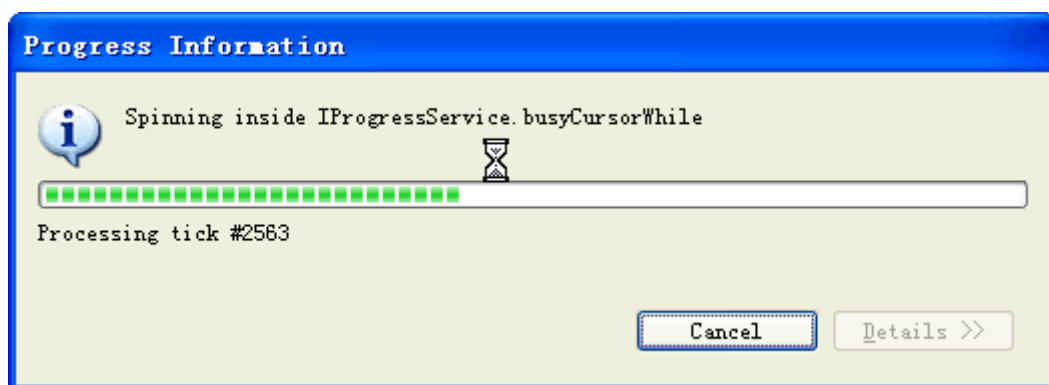 Progress Information
Spinning inside IProgressService.busyCursorWhile
Processing tick #2563
Cancel
Details >>